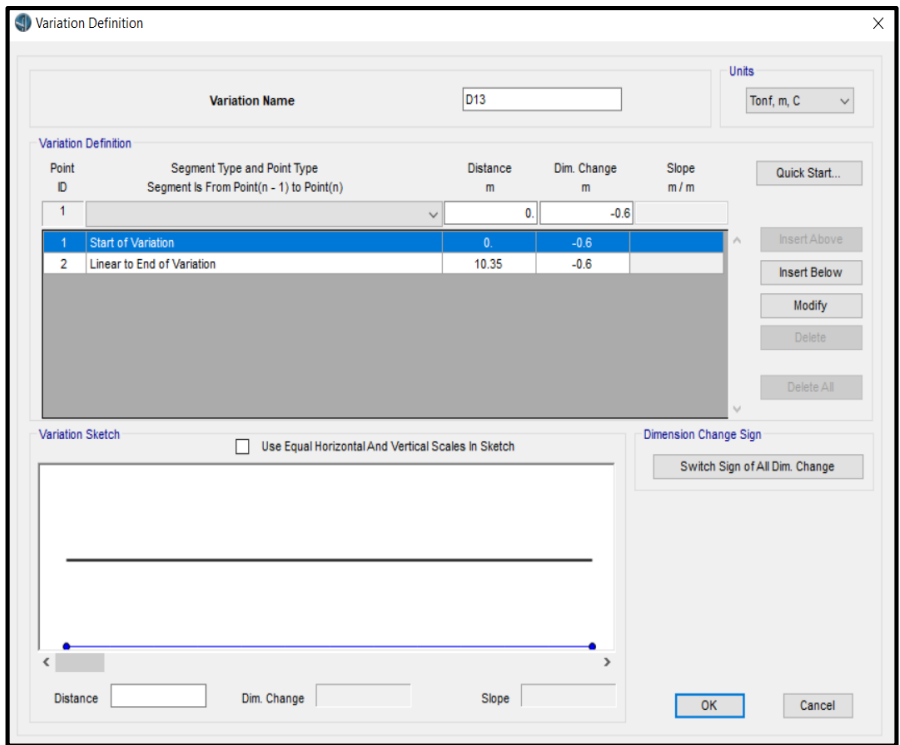 Variation Definition
Units
Variation Name D13 Tonf, m, C
Variation Definition
Point Segment Type and Point Type Distance Dim. Change Slope
ID Segment Is From Point(n - 1) to Point(n) m m m / m
Quick Start...
1 0. -0.6
1 Start of Variation 0. -0.6
Insert Above
2 Linear to End of Variation 10.35 -0.6
Insert Below
Modify
Delete
Delete All
Variation Sketch
Use Equal Horizontal And Vertical Scales In Sketch
Dimension Change Sign
Switch Sign of All Dim. Change
Distance Dim. Change Slope
OK Cancel